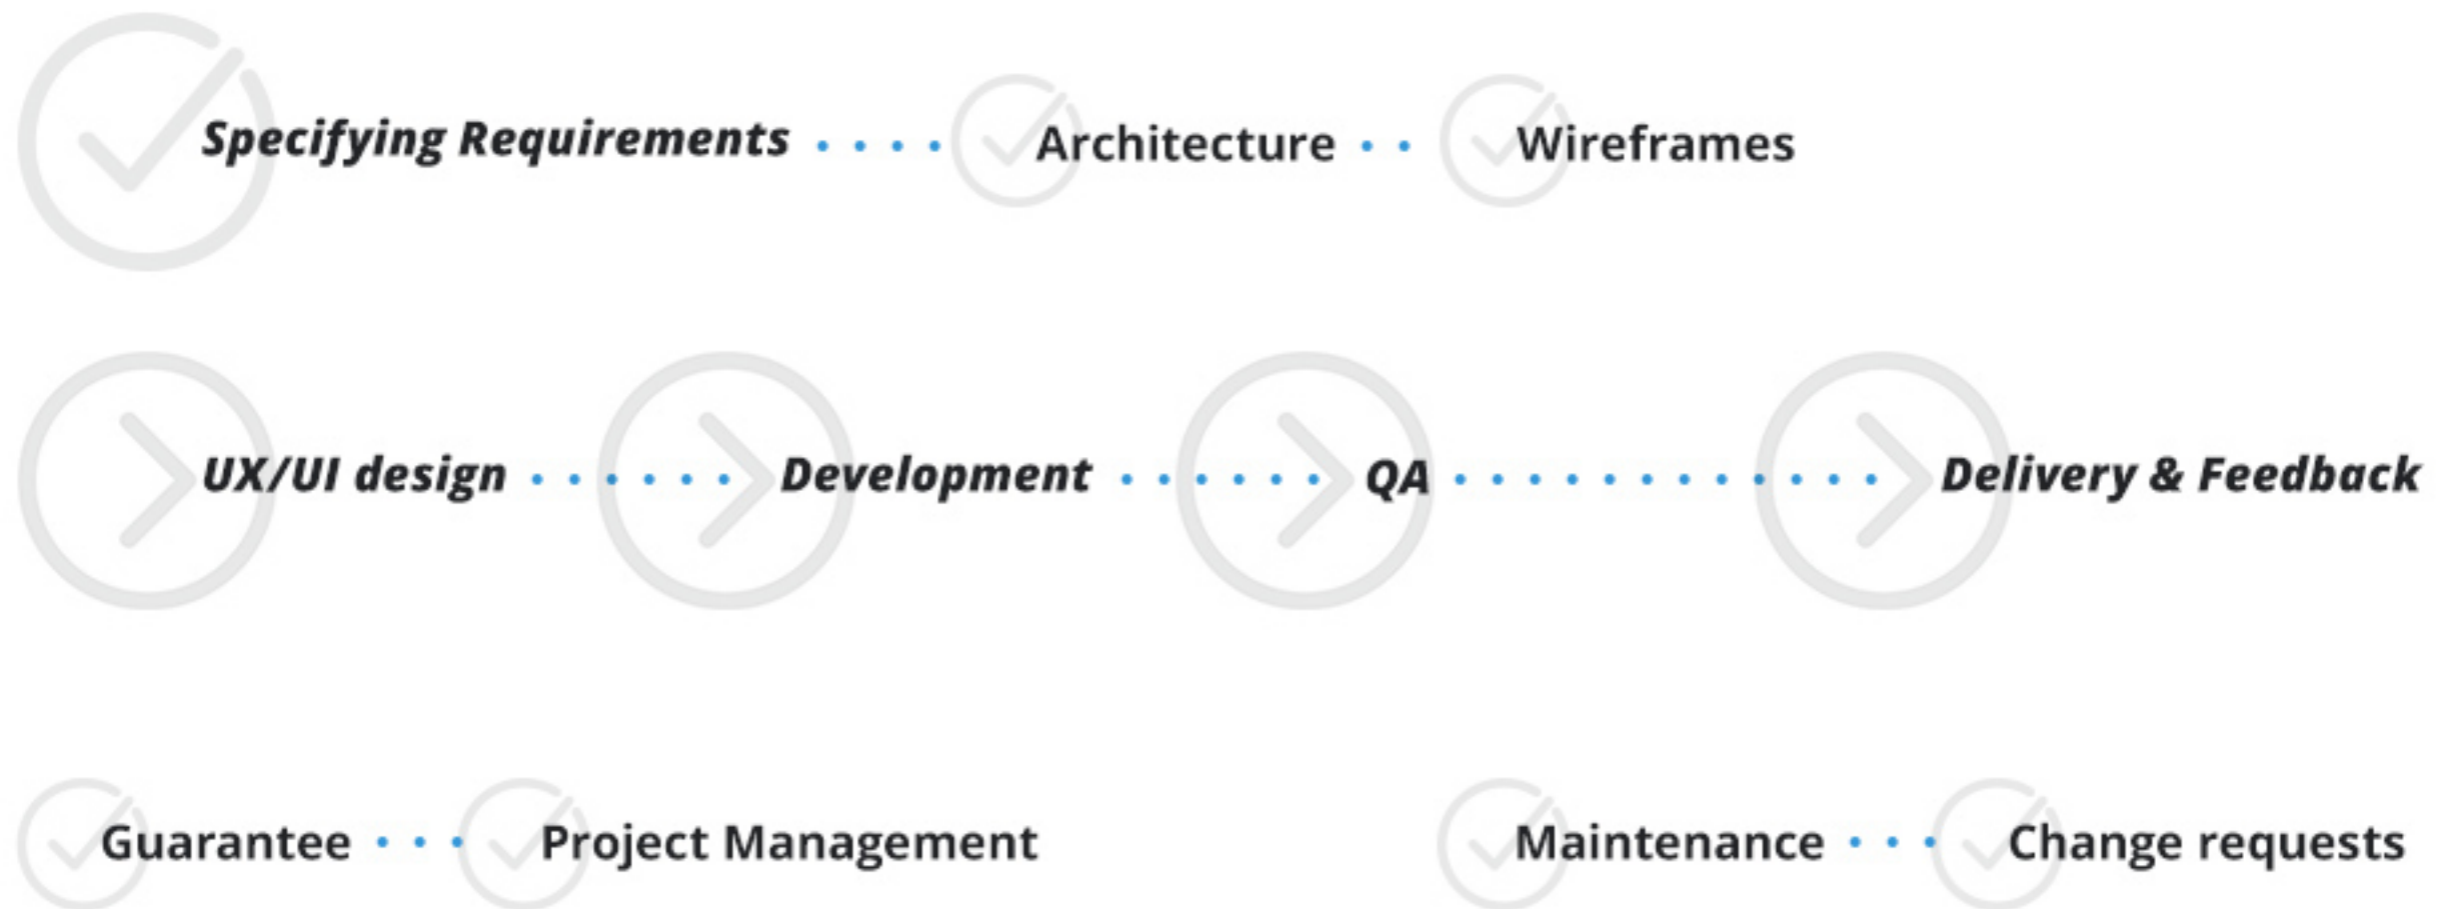 Specifying Requirements Architecture Wireframes
UX/UI design Development QA Delivery & Feedback
Guarantee Project Management Maintenance Change requests